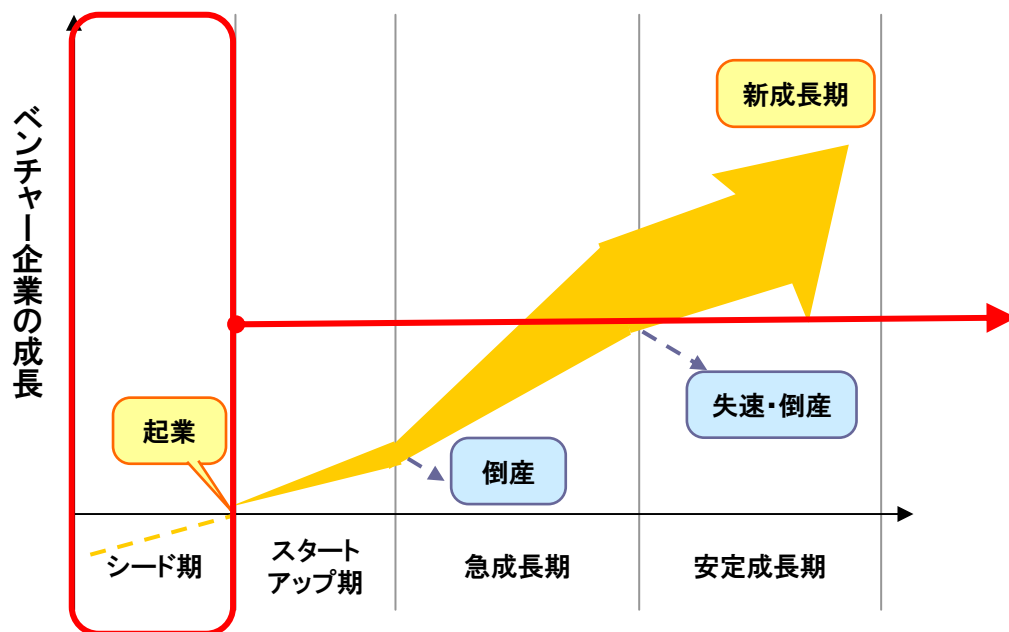 ベンチャー企業の成長
新成長期
失速・倒産
起業
倒産
シード期
スタート
アップ期
急成長期
安定成長期